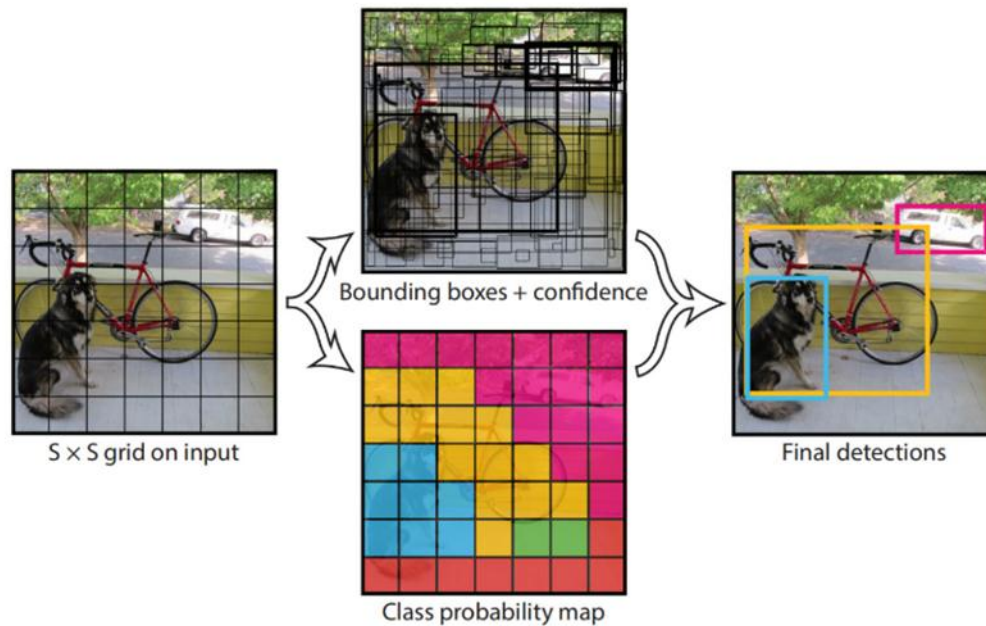 S × S grid on input
Bounding boxes + confidence
Class probability map
Final detections